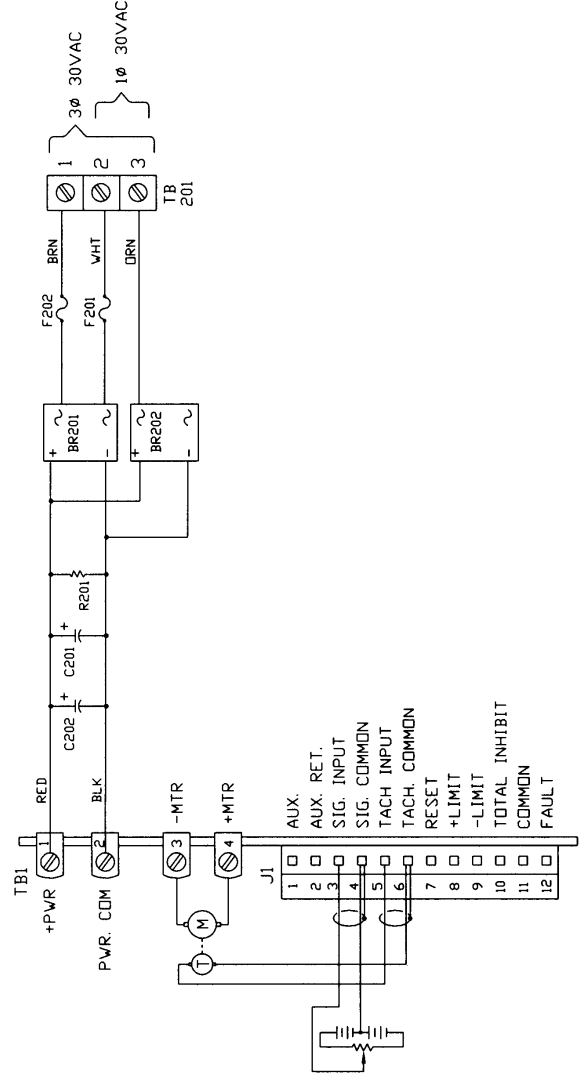 3Ø 30VAC
1Ø 30VAC
1
2
3
TB
201
BRN
WHT
ORN
F202
F201
~
+
BR201
-
~
~
+
BR202
-
R201
+
C201
+
C202
RED
BLK
TB1
1
+PWR
2
PWR. COM
3
-MTR
4
+MTR
M
T
J1
1 AUX.
2 AUX. RET.
3 SIG. INPUT
4 SIG. COMMON
5 TACH INPUT
6 TACH. COMMON
7 RESET
8 +LIMIT
9 -LIMIT
10 TOTAL INHIBIT
11 COMMON
12 FAULT